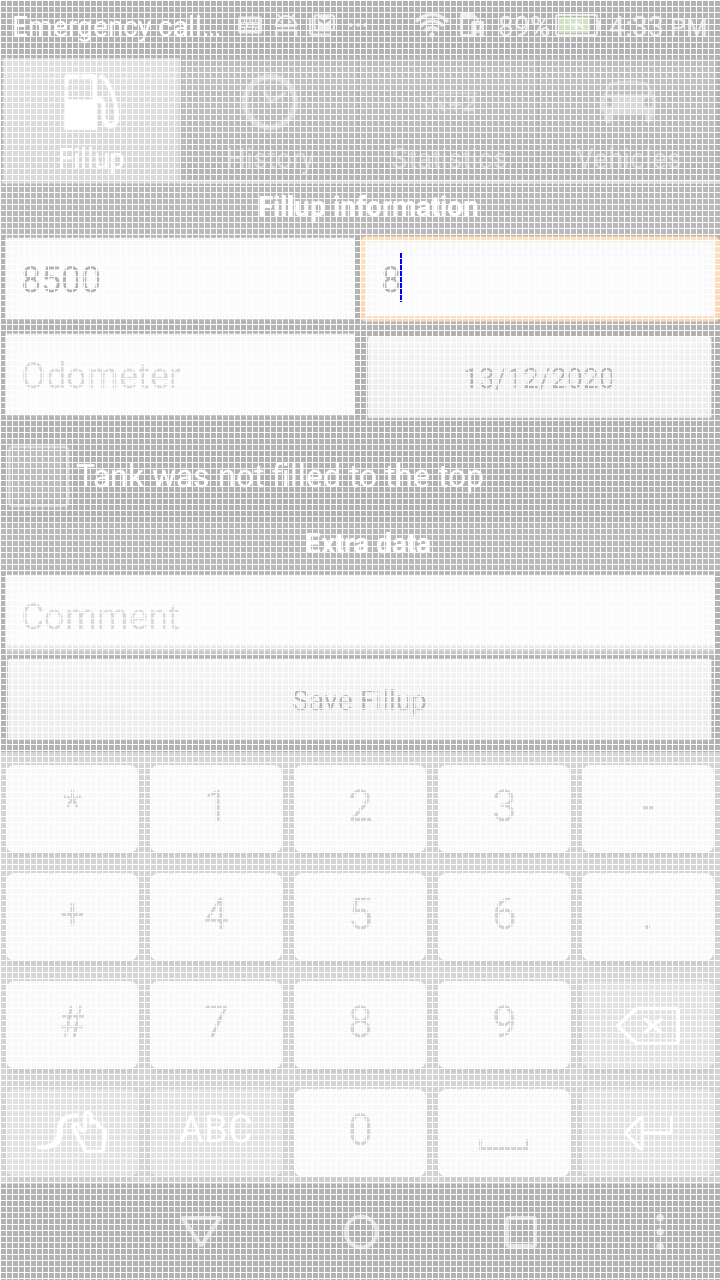 Emergency call... 89% 4:33 PM
Fillup History Statistics Vehicles
Fillup information
8500 8
Odometer 13/12/2020
Tank was not filled to the top
Extra data
Comment
Save Fillup
* 1 2 3 -
+ 4 5 6 .
# 7 8 9
ABC 0